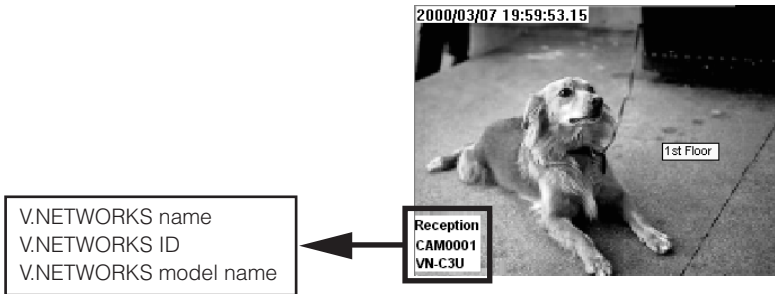 2000/03/07 19:59:53.15
1st Floor
Reception
CAM0001
VN-C3U
V.NETWORKS name
V.NETWORKS ID
V.NETWORKS model name